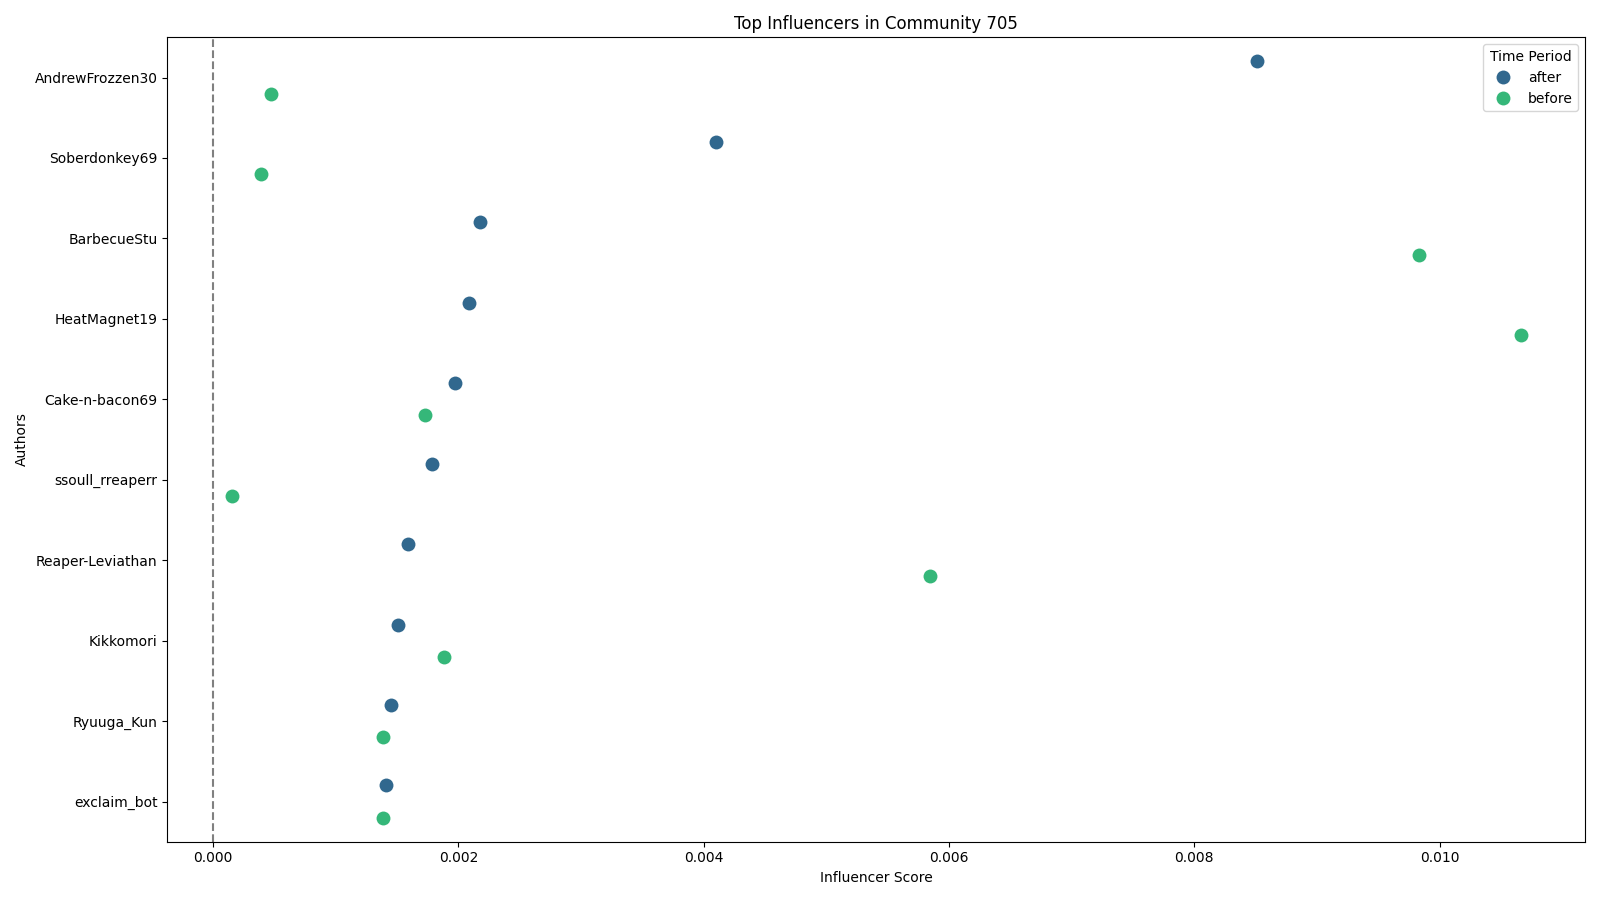 Top Influencers in Community 705
Time Period
after
before
Authors
AndrewFrozzen30
Soberdonkey69
BarbecueStu
HeatMagnet19
Cake-n-bacon69
ssoull_rreaperr
Reaper-Leviathan
Kikkomori
Ryuuga_Kun
exclaim_bot
0.000 0.002 0.004 0.006 0.008 0.010
Influencer Score